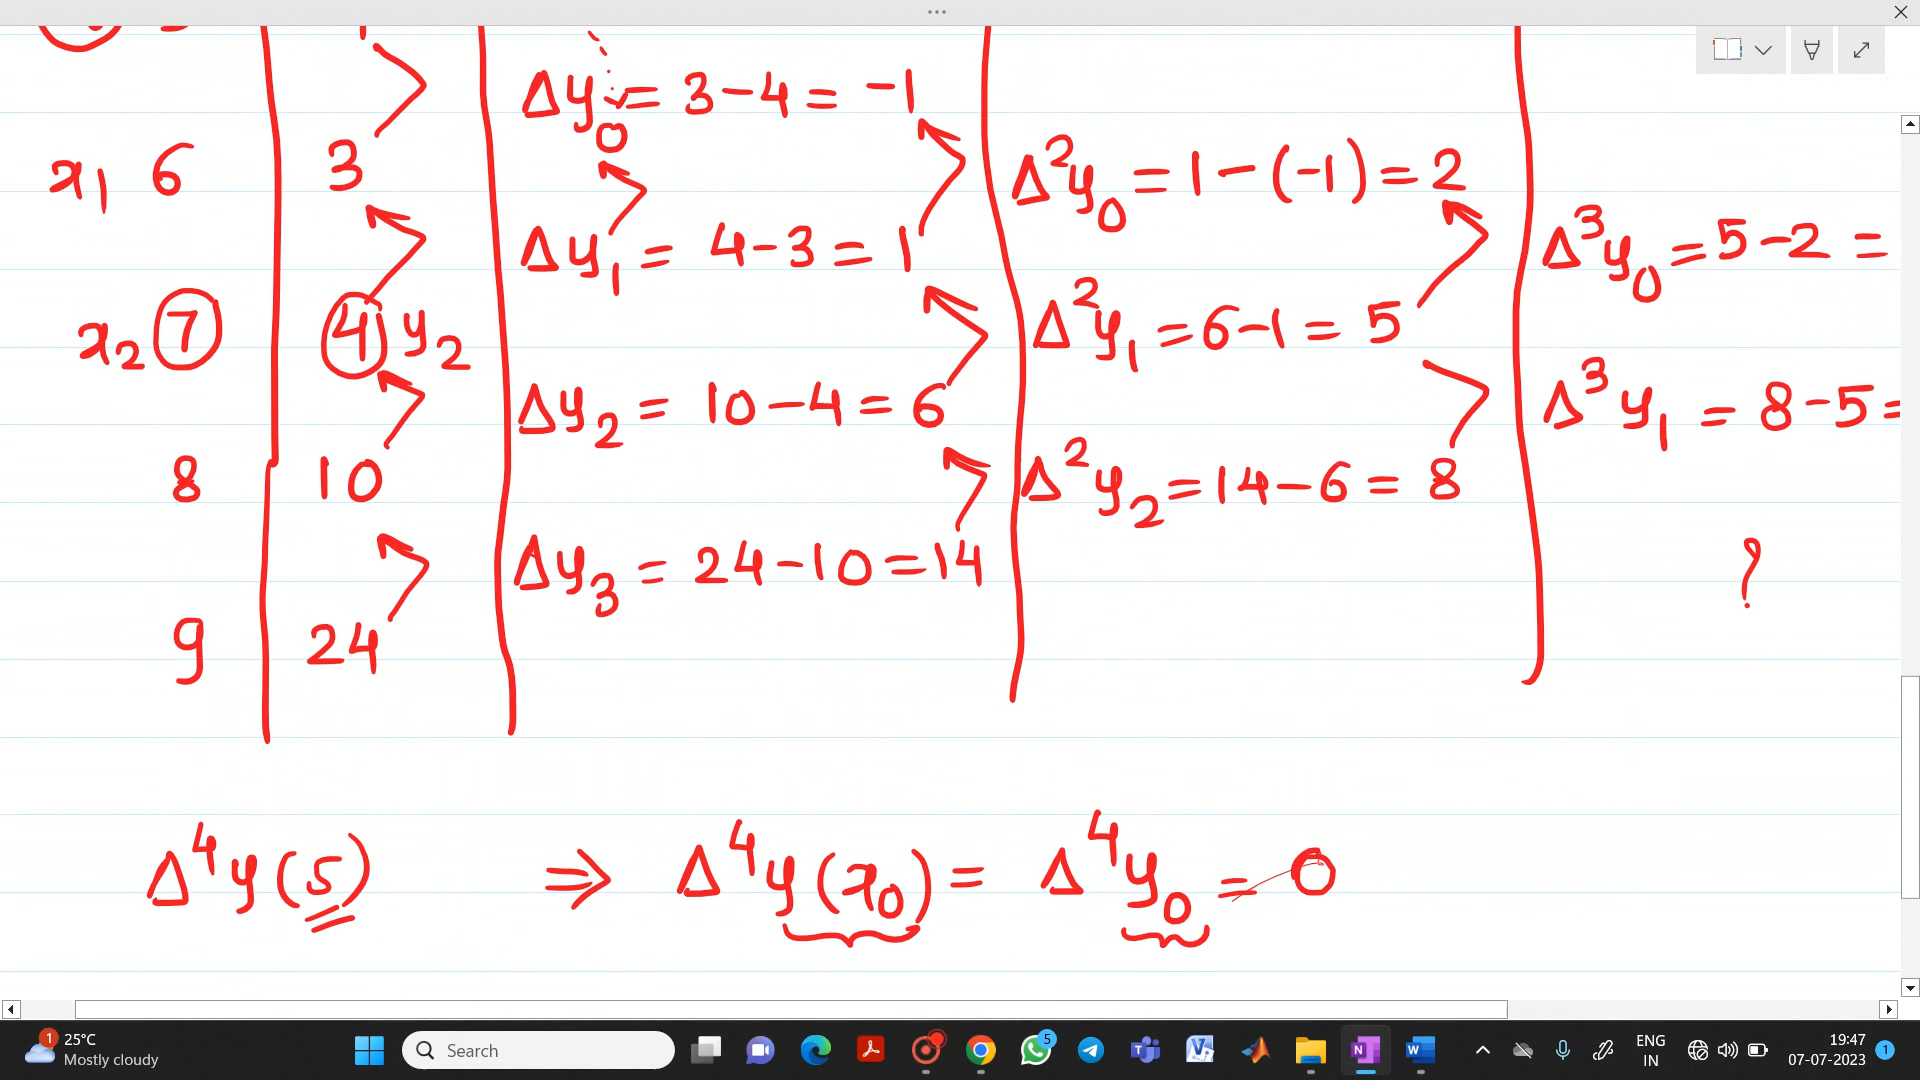 Δy₀ = 3 - 4 = -1
x₁ 6 3
Δ²y₀ = 1 - (-1) = 2
Δy₁ = 4 - 3 = 1
Δ³y₀ = 5 - 2 =
x₂ 7 4 y₂
Δ²y₁ = 6 - 1 = 5
Δy₂ = 10 - 4 = 6
Δ³y₁ = 8 - 5 =
8 10
Δ²y₂ = 14 - 6 = 8
Δy₃ = 24 - 10 = 14
?
9 24
Δ⁴y(5) ⇒ Δ⁴y(x₀) = Δ⁴y₀ = 0
1 25°C
Mostly cloudy
Search
5
ENG
IN
19:47
07-07-2023
1